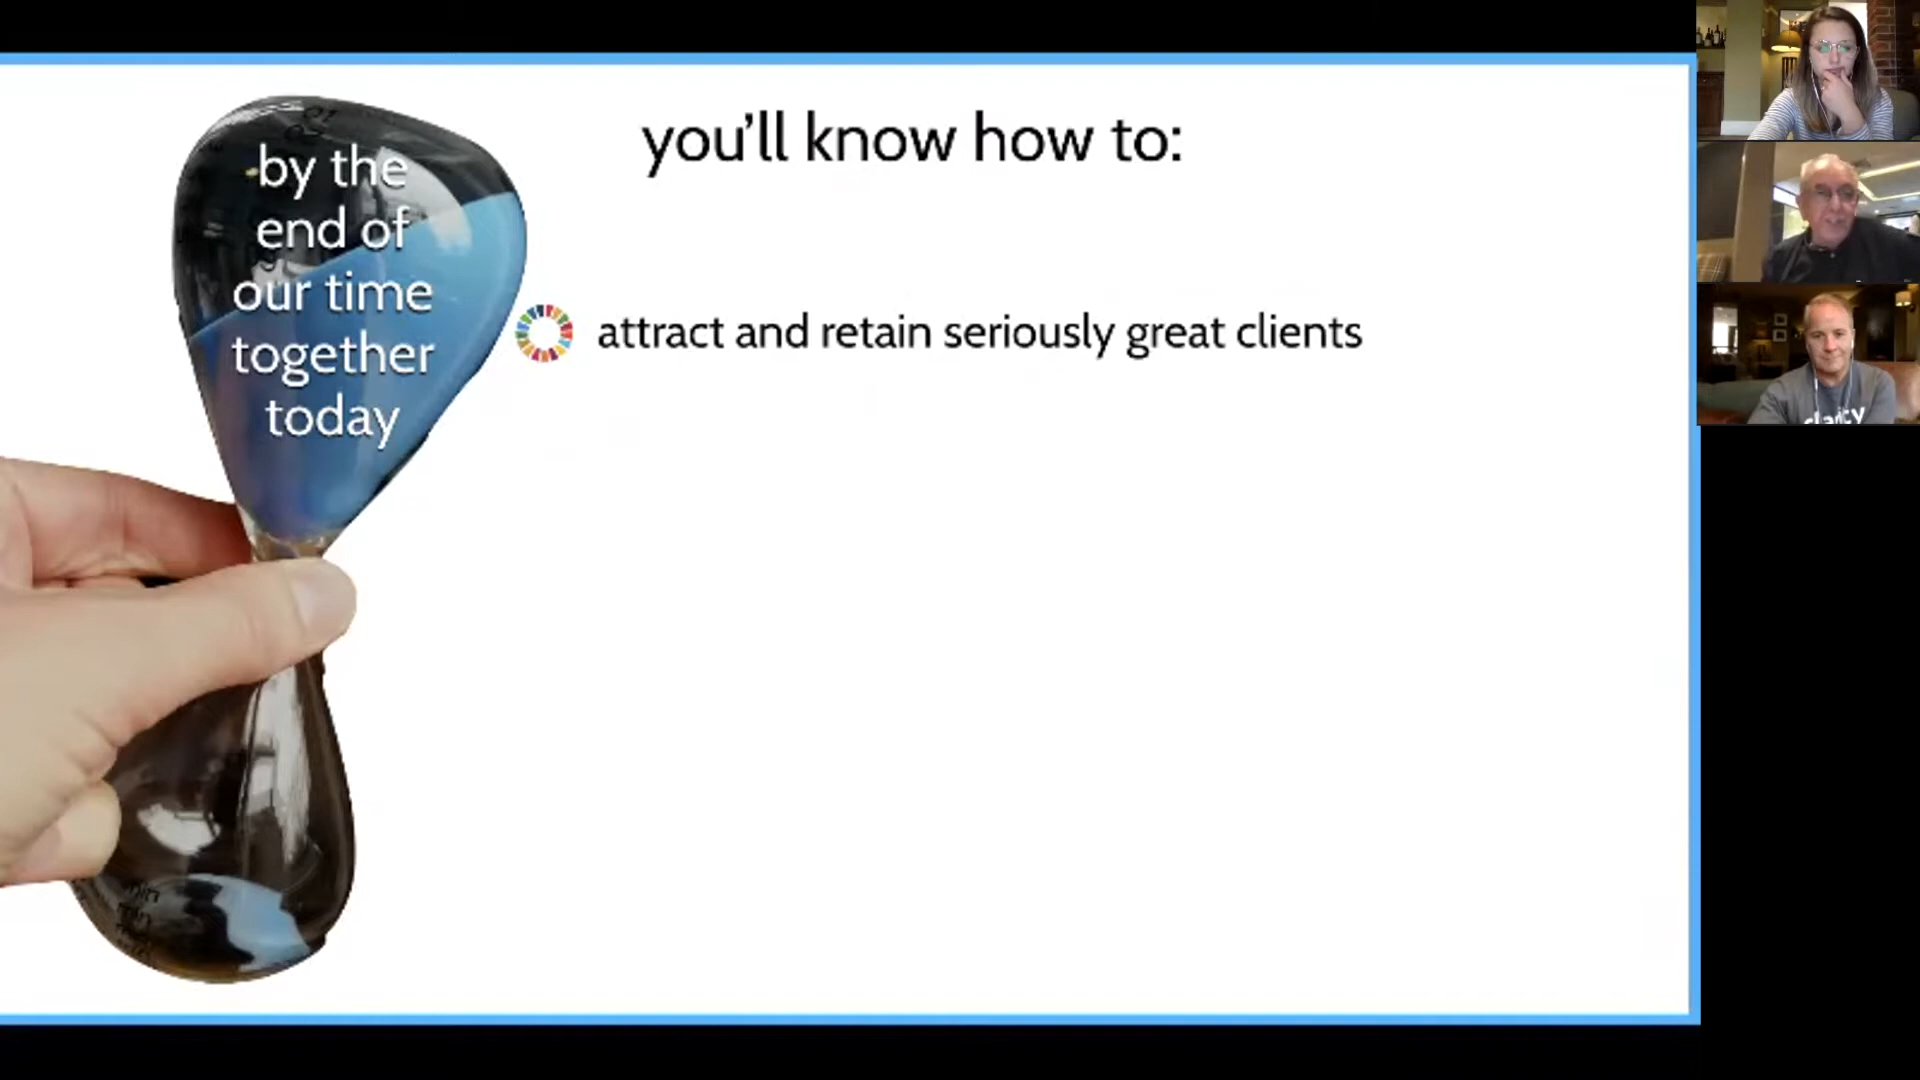 by the
end of
our time
together
today
you'll know how to:
attract and retain seriously great clients
clarity